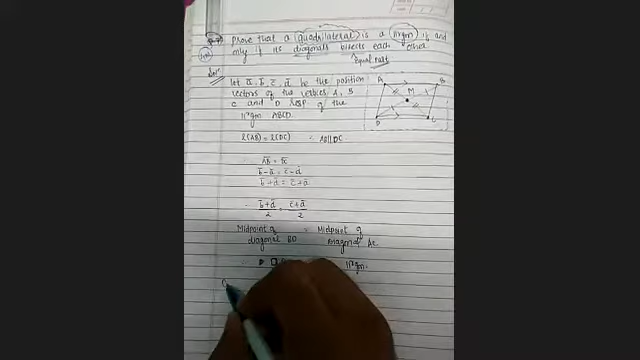 Prove that a quadrilateral is a ||gm if and
only if its diagonals bisects each other.
Equal part
Solⁿ
let a̅, b̅, c̅, d̅ be the position
vectors of the vertices A, B
C and D resp of the
||gm ABCD.
l(AB) = l(DC) ∴ AB||DC
∴ A̅B̅ = D̅C̅
b̅ - a̅ = c̅ - d̅
b̅ + d̅ = c̅ + a̅
∴ b̅+d̅/2 = c̅+a̅/2
Midpoint of = Midpoint of
diagonal BD diagonal AC
||gm.
A B
M
D C